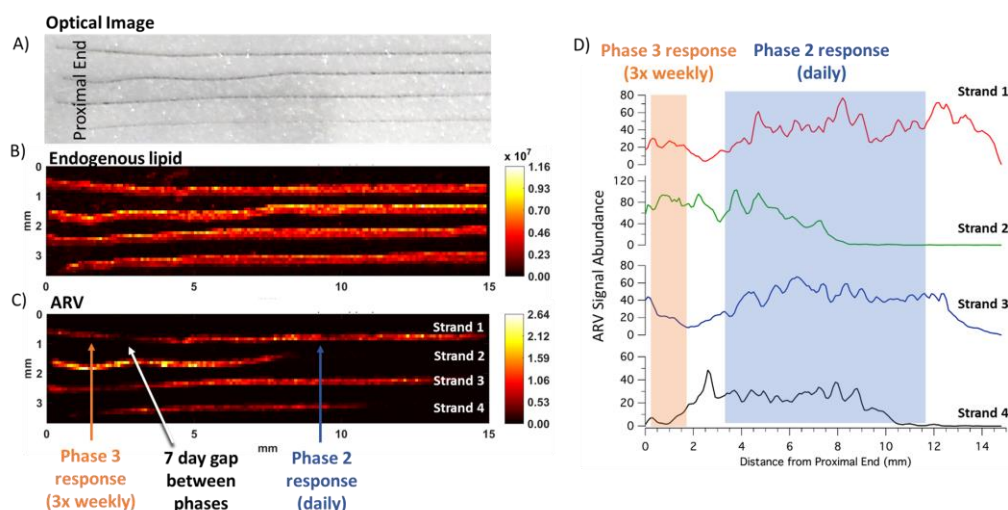 Optical Image
A)
Proximal End
B)
Endogenous lipid
x 10⁷
0
1
2
3
mm
1.16
0.93
0.70
0.46
0.23
0.00
0
5
10
15
C)
ARV
0
1
2
3
mm
Strand 1
Strand 2
Strand 3
Strand 4
2.64
2.11
1.59
1.06
0.53
0.00
0
5
10
15
mm
Phase 3
response
(3x weekly)
7 day gap
between
phases
Phase 2
response
(daily)
D)
Phase 3 response
(3x weekly)
Phase 2 response
(daily)
ARV Signal Abundance
80
60
40
20
0
Strand 1
120
80
40
0
Strand 2
80
60
40
20
0
Strand 3
60
40
20
0
Strand 4
0
2
4
6
8
10
12
14
Distance from Proximal End (mm)